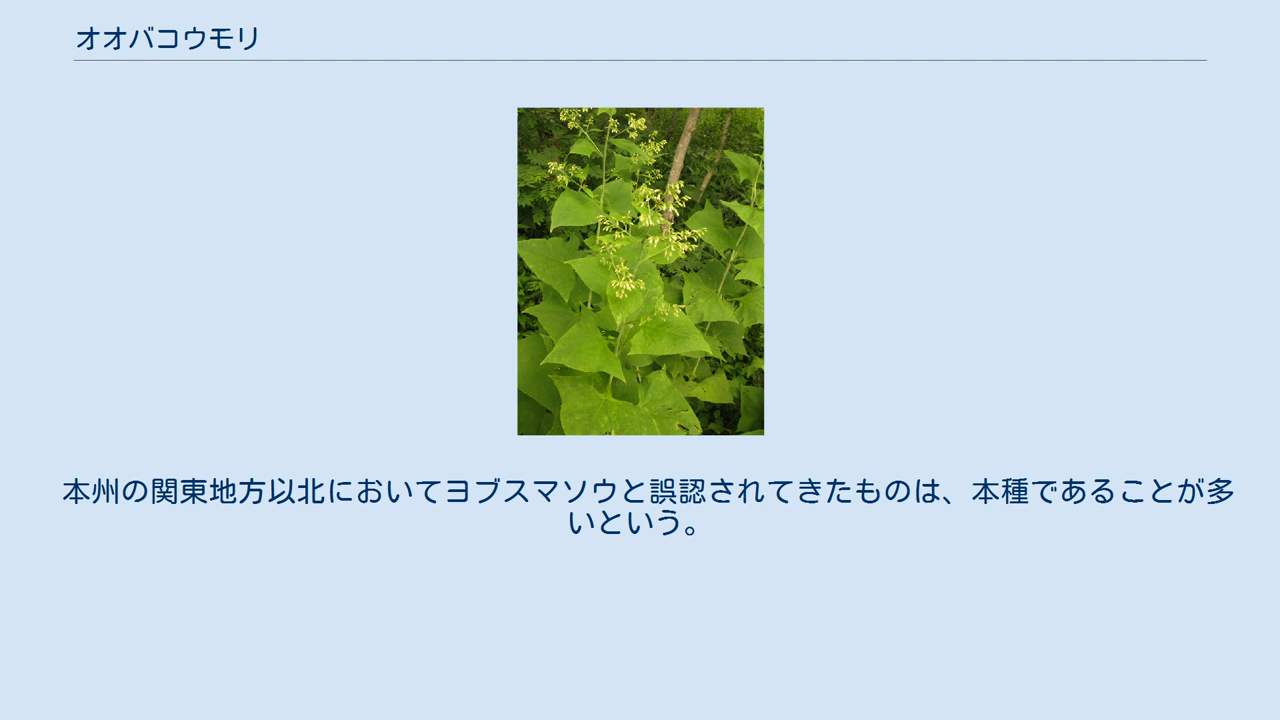 オオバコウモリ
本州の関東地方以北においてヨブスマソウと誤認されてきたものは、本種であることが多
いという。